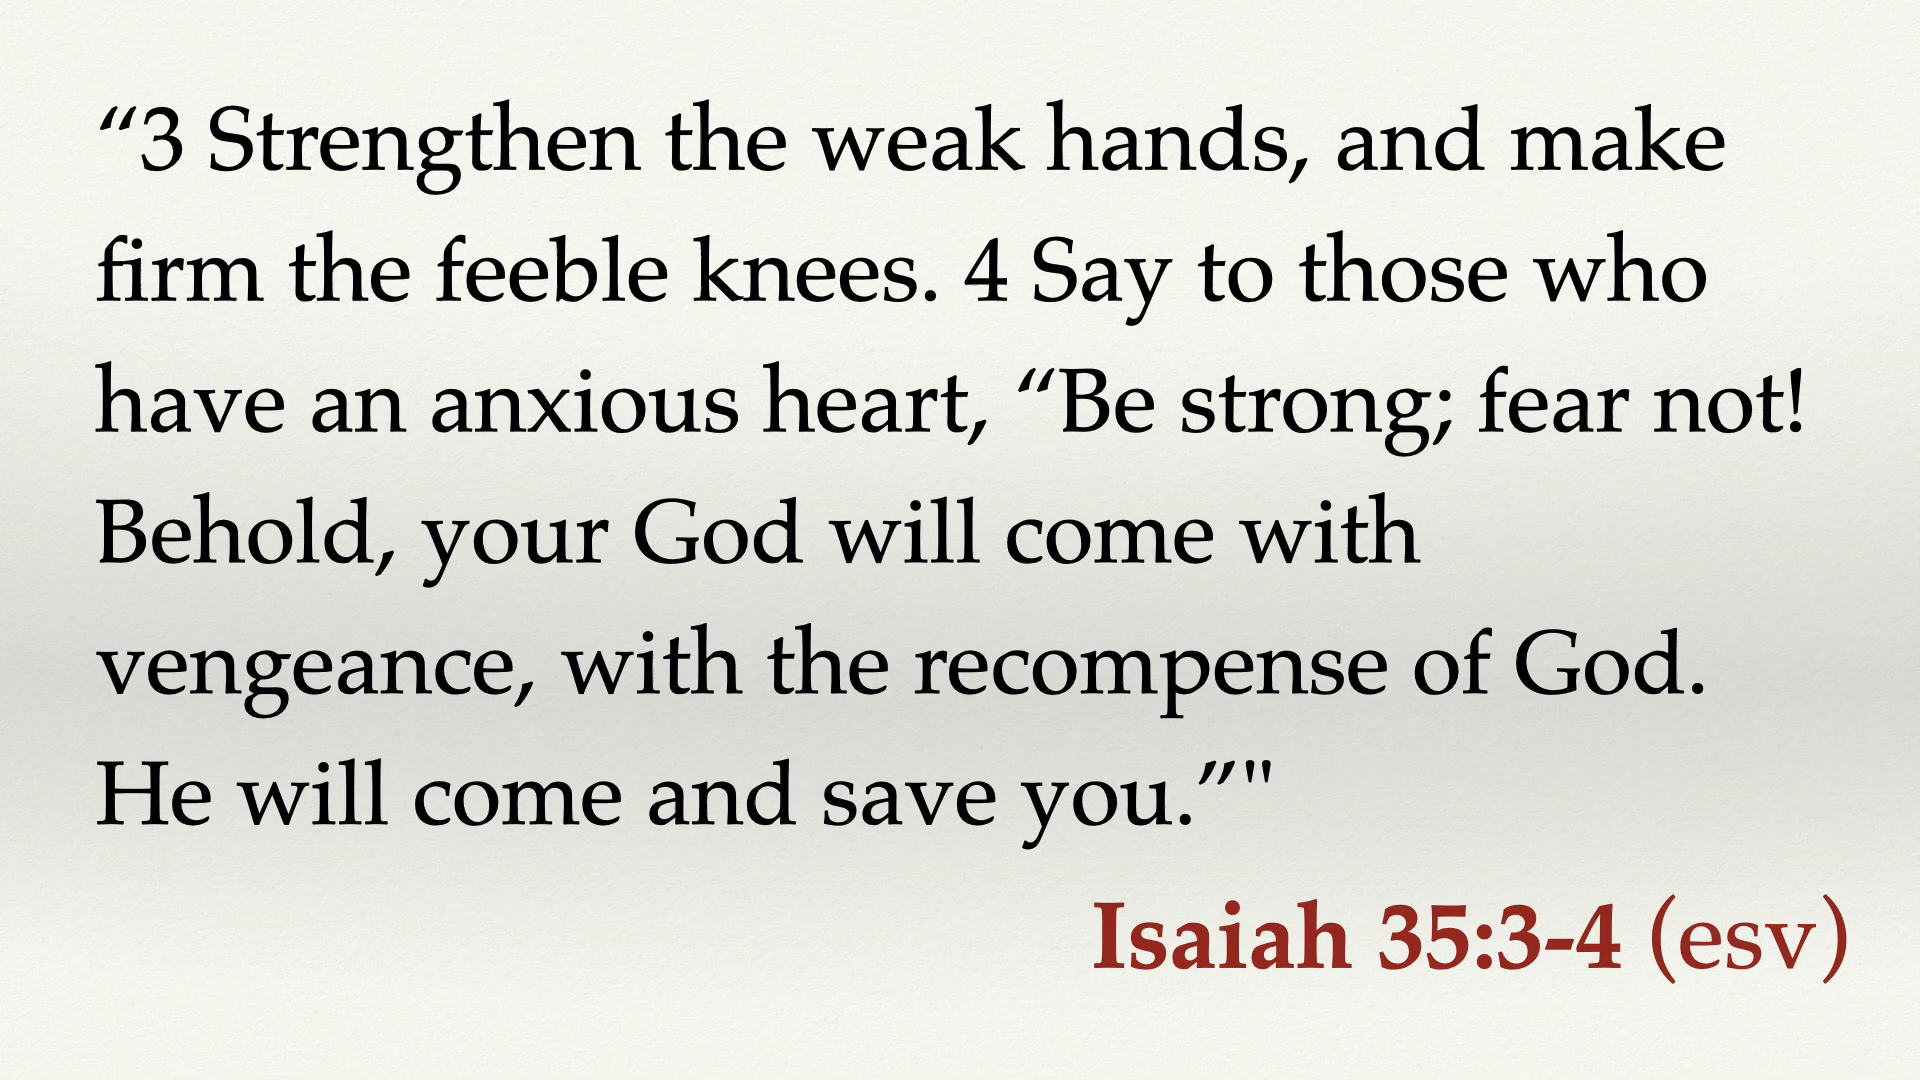 “3 Strengthen the weak hands, and make
firm the feeble knees. 4 Say to those who
have an anxious heart, “Be strong; fear not!
Behold, your God will come with
vengeance, with the recompense of God.
He will come and save you.”"
Isaiah 35:3-4 (esv)